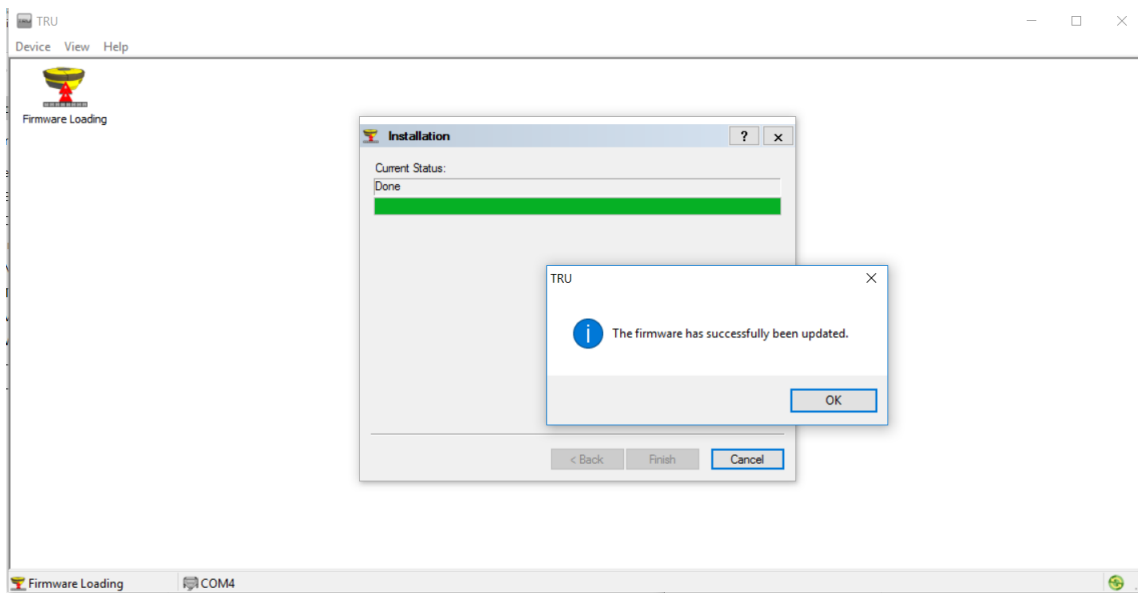 TRU
Device View Help
Firmware Loading
Installation
?
Current Status:
Done
TRU
The firmware has successfully been updated.
OK
< Back Finish Cancel
Firmware Loading COM4